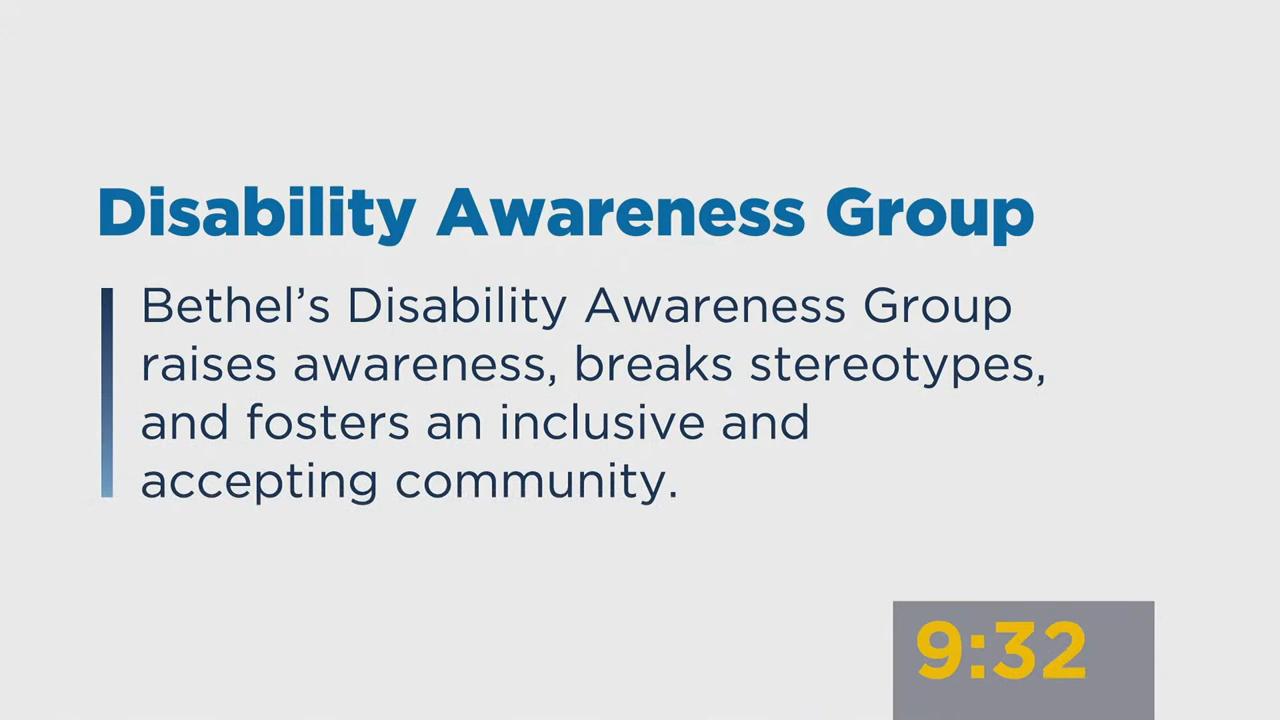 Disability Awareness Group
Bethel’s Disability Awareness Group
raises awareness, breaks stereotypes,
and fosters an inclusive and
accepting community.
9:32